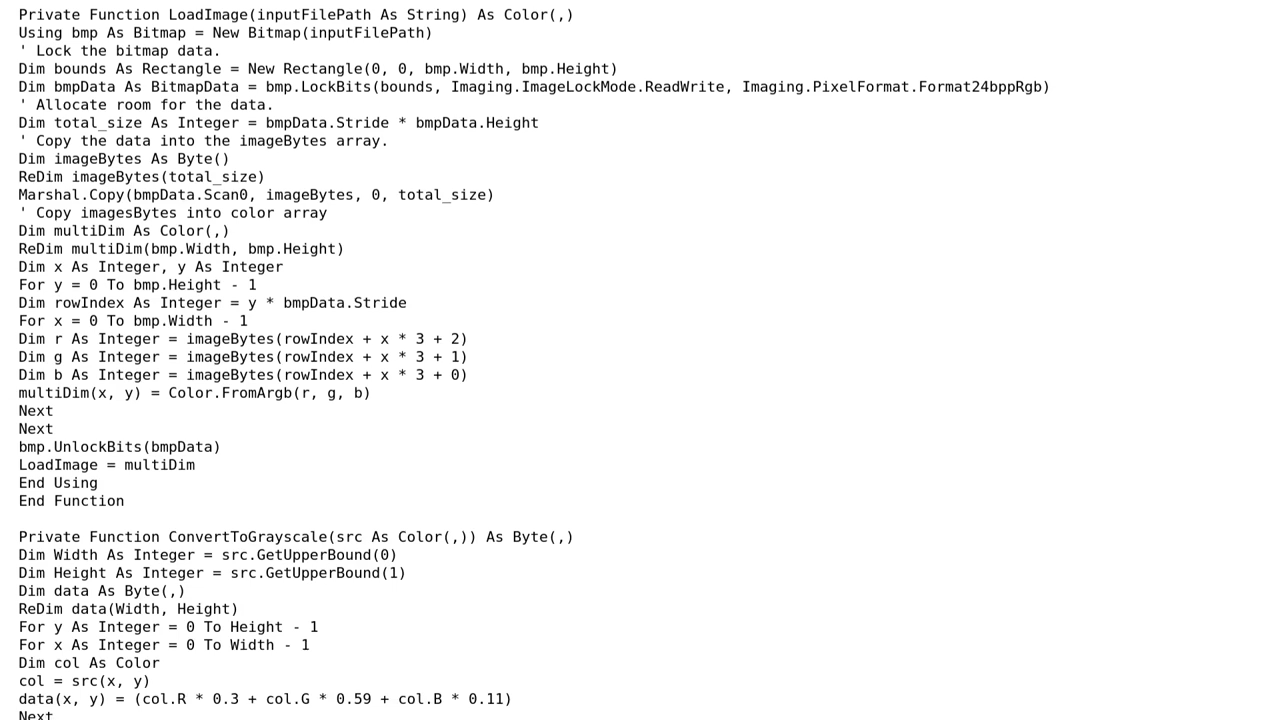 Private Function LoadImage(inputFilePath As String) As Color(,)
Using bmp As Bitmap = New Bitmap(inputFilePath)
' Lock the bitmap data.
Dim bounds As Rectangle = New Rectangle(0, 0, bmp.Width, bmp.Height)
Dim bmpData As BitmapData = bmp.LockBits(bounds, Imaging.ImageLockMode.ReadWrite, Imaging.PixelFormat.Format24bppRgb)
' Allocate room for the data.
Dim total_size As Integer = bmpData.Stride * bmpData.Height
' Copy the data into the imageBytes array.
Dim imageBytes As Byte()
ReDim imageBytes(total_size)
Marshal.Copy(bmpData.Scan0, imageBytes, 0, total_size)
' Copy imagesBytes into color array
Dim multiDim As Color(,)
ReDim multiDim(bmp.Width, bmp.Height)
Dim x As Integer, y As Integer
For y = 0 To bmp.Height - 1
Dim rowIndex As Integer = y * bmpData.Stride
For x = 0 To bmp.Width - 1
Dim r As Integer = imageBytes(rowIndex + x * 3 + 2)
Dim g As Integer = imageBytes(rowIndex + x * 3 + 1)
Dim b As Integer = imageBytes(rowIndex + x * 3 + 0)
multiDim(x, y) = Color.FromArgb(r, g, b)
Next
Next
bmp.UnlockBits(bmpData)
LoadImage = multiDim
End Using
End Function

Private Function ConvertToGrayscale(src As Color(,)) As Byte(,)
Dim Width As Integer = src.GetUpperBound(0)
Dim Height As Integer = src.GetUpperBound(1)
Dim data As Byte(,)
ReDim data(Width, Height)
For y As Integer = 0 To Height - 1
For x As Integer = 0 To Width - 1
Dim col As Color
col = src(x, y)
data(x, y) = (col.R * 0.3 + col.G * 0.59 + col.B * 0.11)
Next